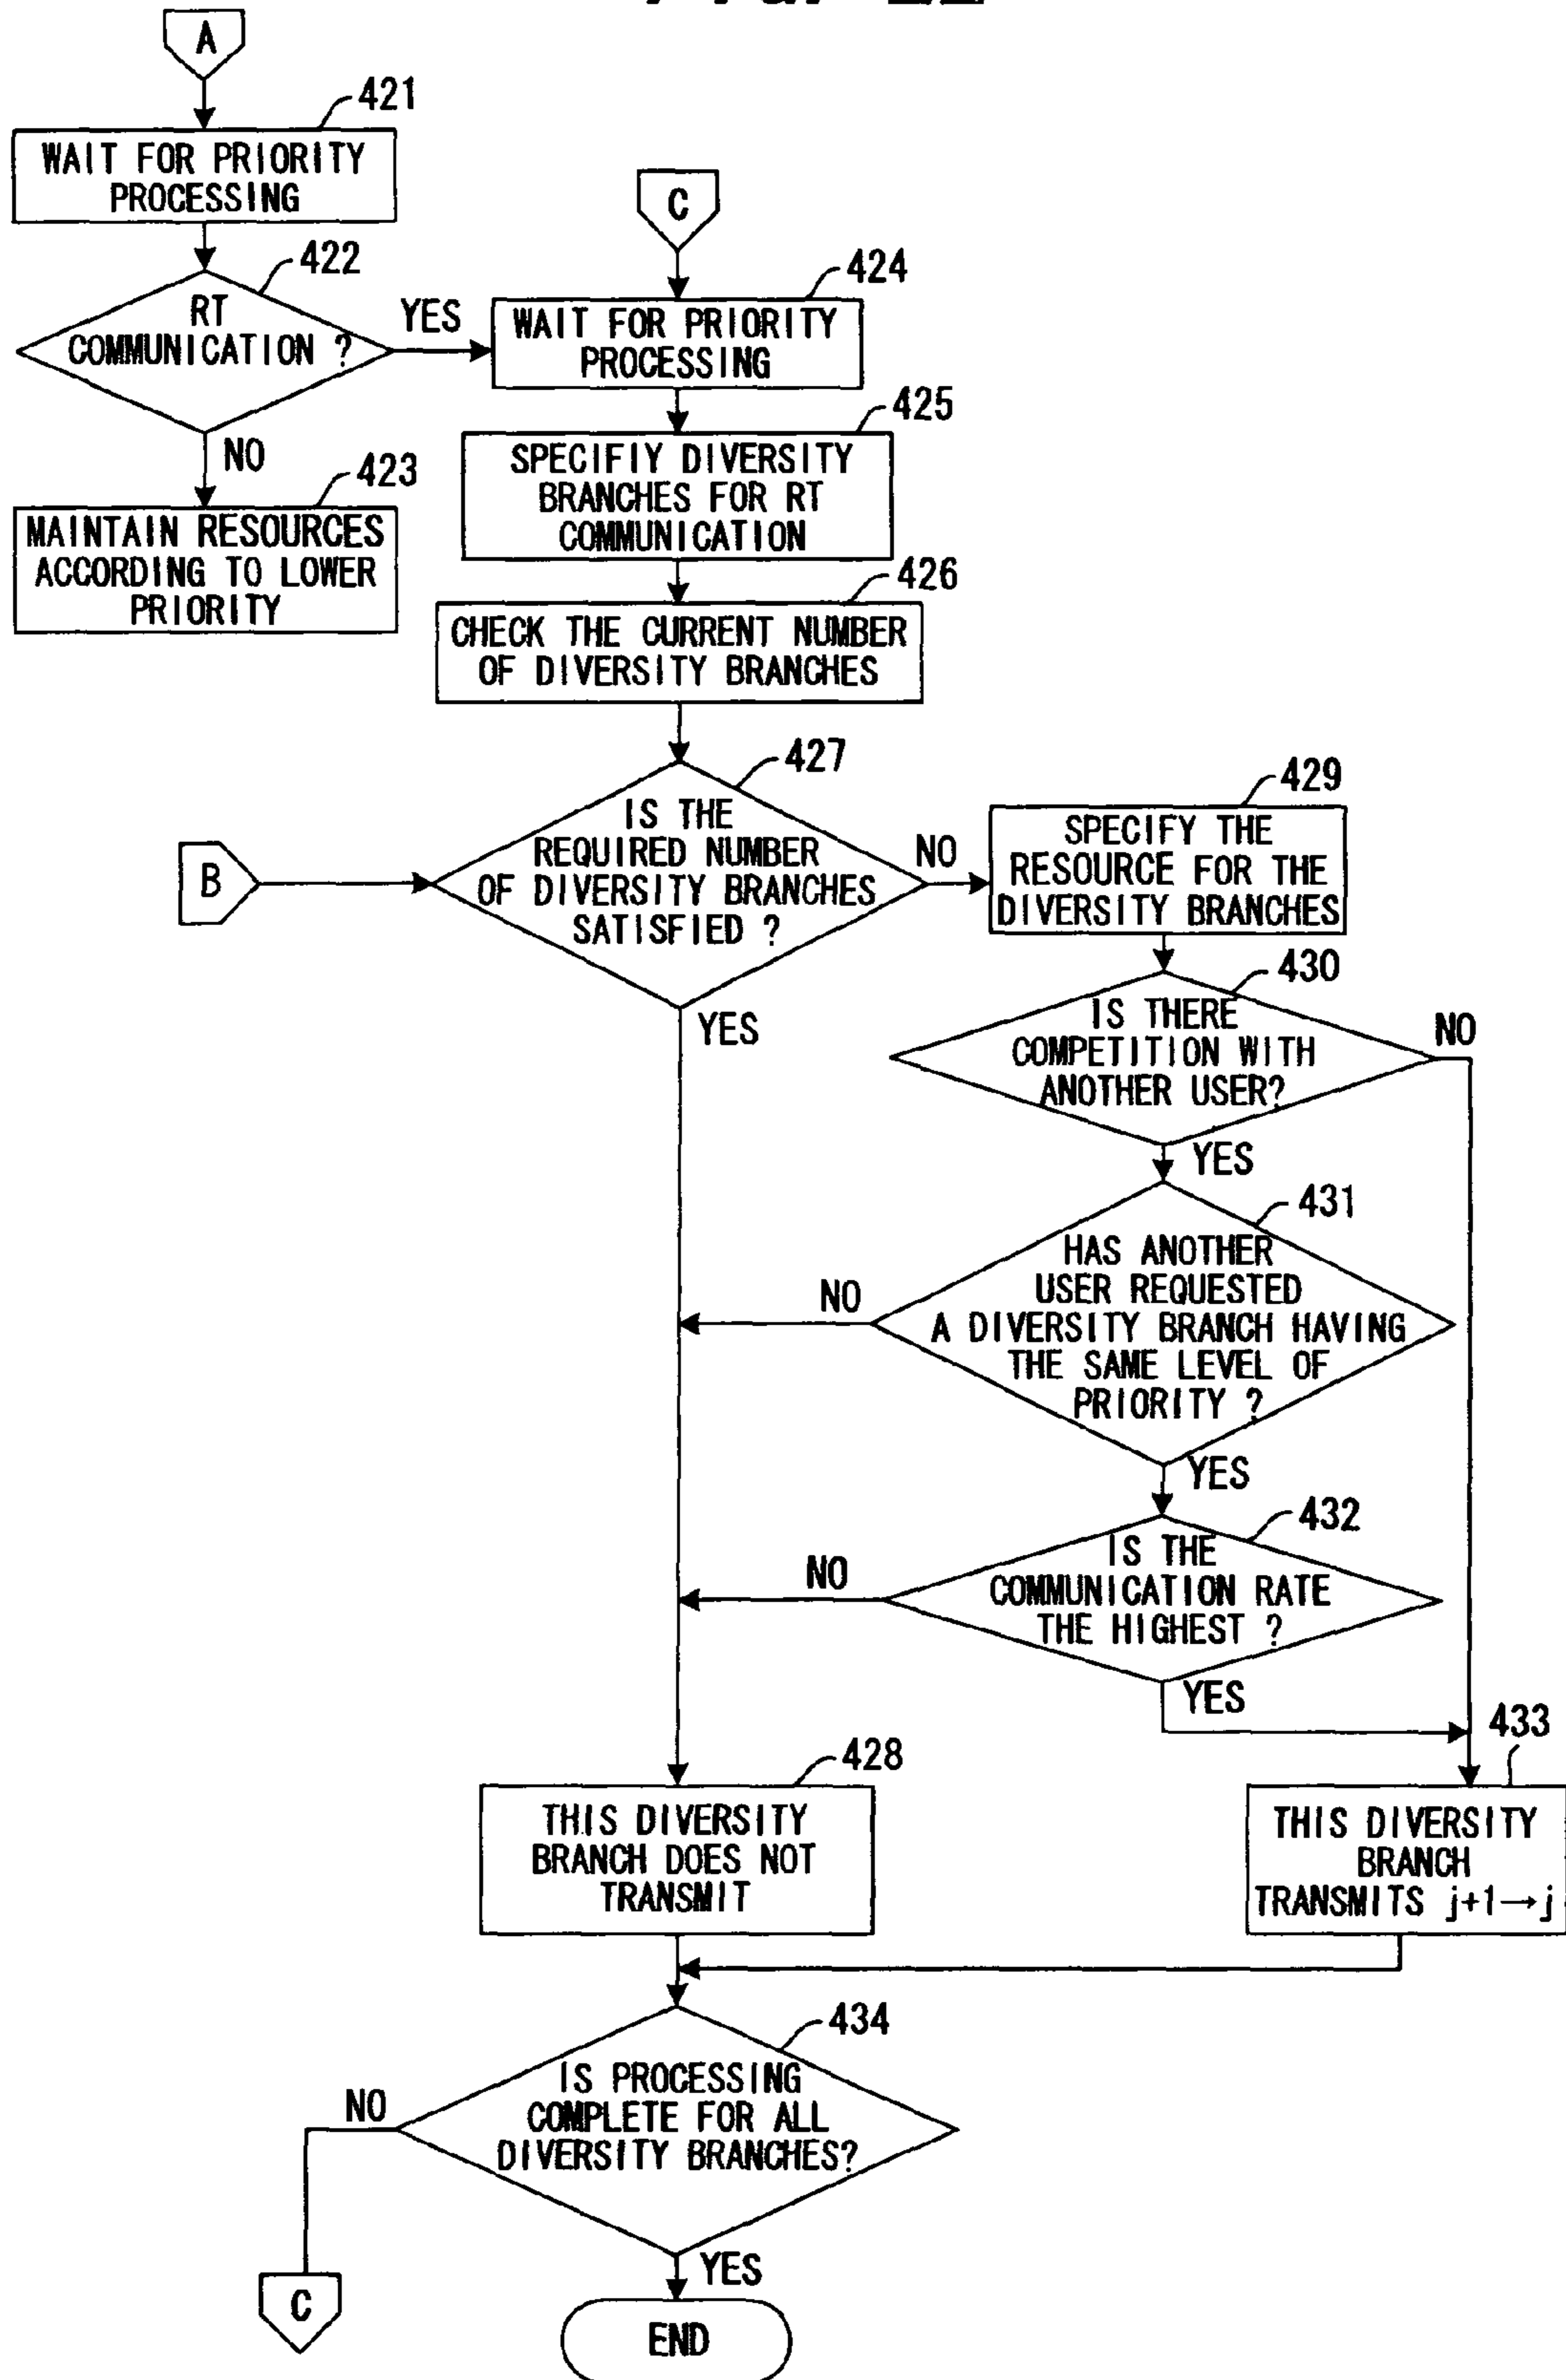 A
421
WAIT FOR PRIORITY
PROCESSING
422
RT
COMMUNICATION ?
YES
NO
423
MAINTAIN RESOURCES
ACCORDING TO LOWER
PRIORITY
C
424
WAIT FOR PRIORITY
PROCESSING
425
SPECIFIY DIVERSITY
BRANCHES FOR RT
COMMUNICATION
426
CHECK THE CURRENT NUMBER
OF DIVERSITY BRANCHES
427
IS THE
REQUIRED NUMBER
OF DIVERSITY BRANCHES
SATISFIED ?
B
NO
YES
429
SPECIFY THE
RESOURCE FOR THE
DIVERSITY BRANCHES
430
IS THERE
COMPETITION WITH
ANOTHER USER?
NO
YES
431
HAS ANOTHER
USER REQUESTED
A DIVERSITY BRANCH HAVING
THE SAME LEVEL OF
PRIORITY ?
NO
YES
432
IS THE
COMMUNICATION RATE
THE HIGHEST ?
NO
YES
433
THIS DIVERSITY
BRANCH
TRANSMITS j+1→j
428
THIS DIVERSITY
BRANCH DOES NOT
TRANSMIT
434
IS PROCESSING
COMPLETE FOR ALL
DIVERSITY BRANCHES?
NO
YES
C
END